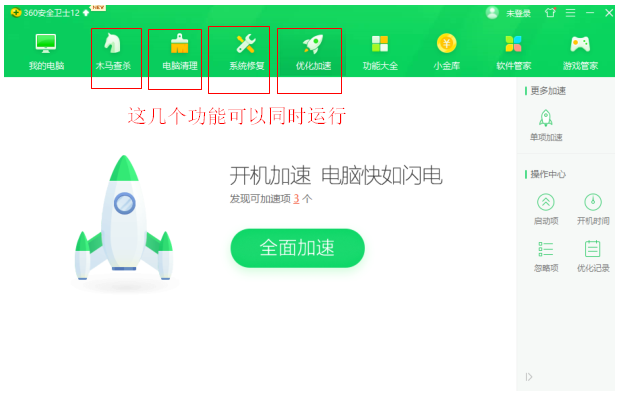 360安全卫士12
NEW
未登录
我的电脑 木马查杀 电脑清理 系统修复 优化加速 功能大全 小金库 软件管家 游戏管家
这几个功能可以同时运行
更多加速
单项加速
开机加速 电脑快如闪电
发现可加速项 3 个
全面加速
操作中心
启动项 开机时间
忽略项 优化记录